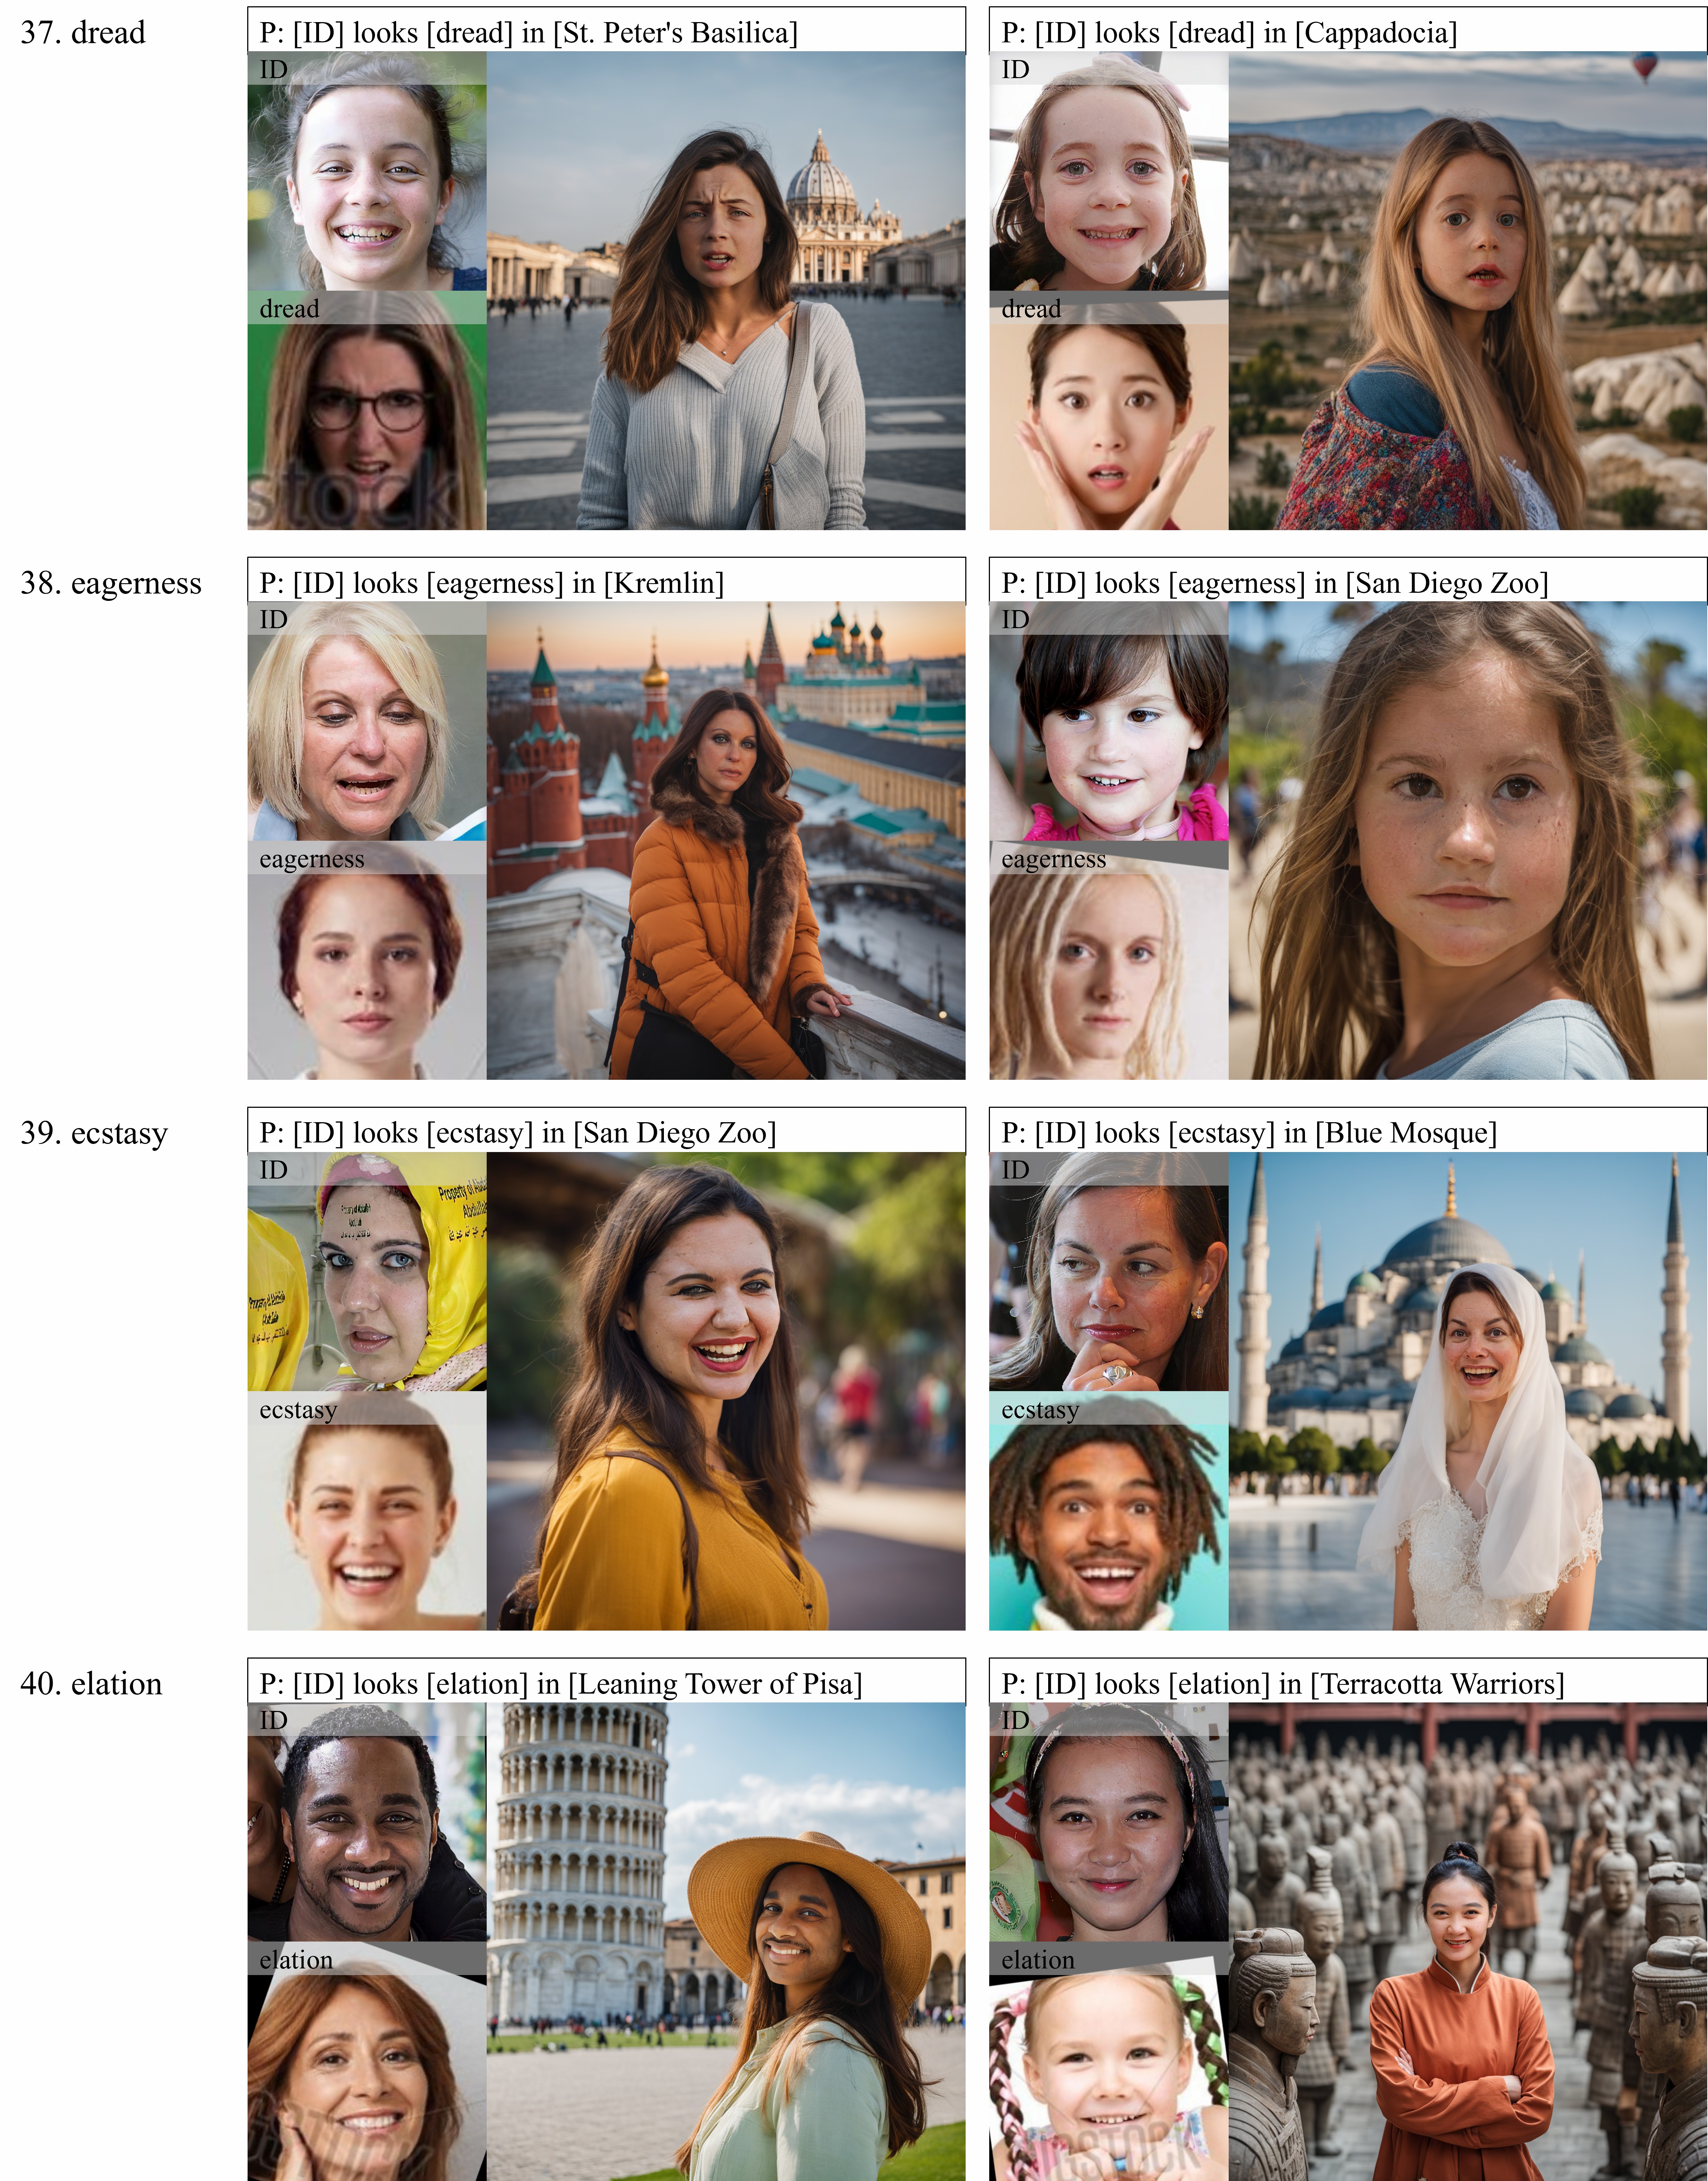 37. dread
P: [ID] looks [dread] in [St. Peter's Basilica]
ID
dread
stock
P: [ID] looks [dread] in [Cappadocia]
ID
dread
38. eagerness
P: [ID] looks [eagerness] in [Kremlin]
ID
eagerness
P: [ID] looks [eagerness] in [San Diego Zoo]
ID
eagerness
39. ecstasy
P: [ID] looks [ecstasy] in [San Diego Zoo]
ID
Property of
ecstasy
P: [ID] looks [ecstasy] in [Blue Mosque]
ID
ecstasy
40. elation
P: [ID] looks [elation] in [Leaning Tower of Pisa]
ID
elation
P: [ID] looks [elation] in [Terracotta Warriors]
ID
elation